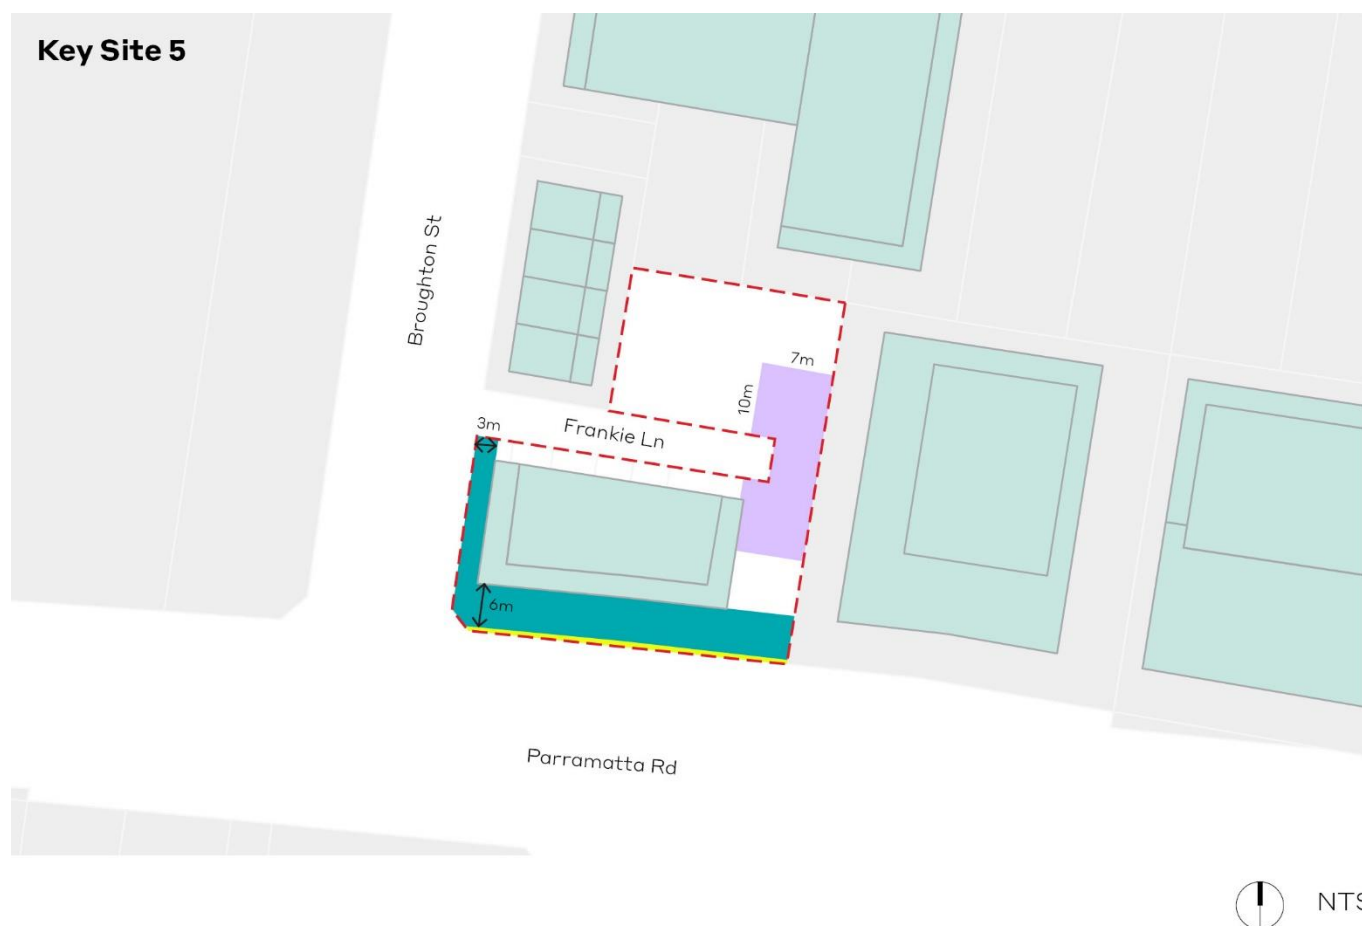 Key Site 5
Broughton St
7m
10m
3m
Frankie Ln
6m
Parramatta Rd
NTS